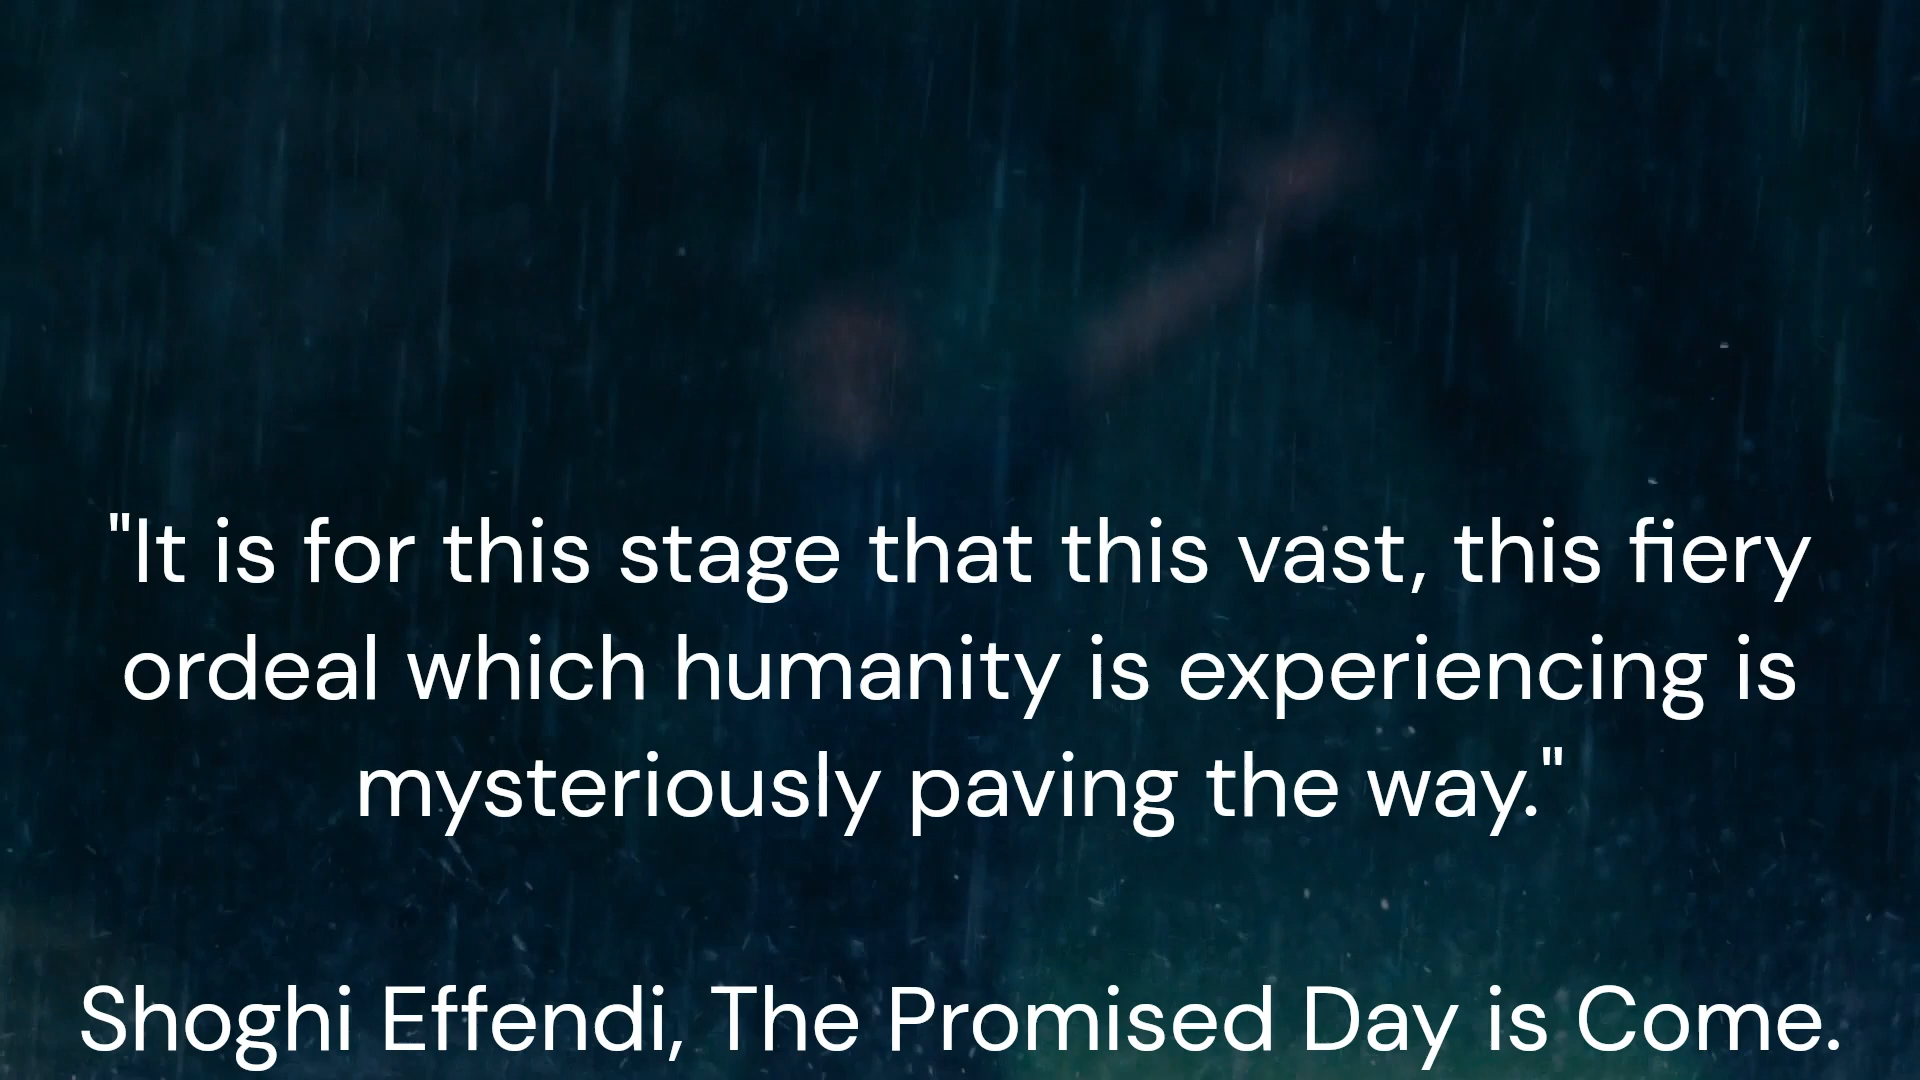 "It is for this stage that this vast, this fiery
ordeal which humanity is experiencing is
mysteriously paving the way."
Shoghi Effendi, The Promised Day is Come.